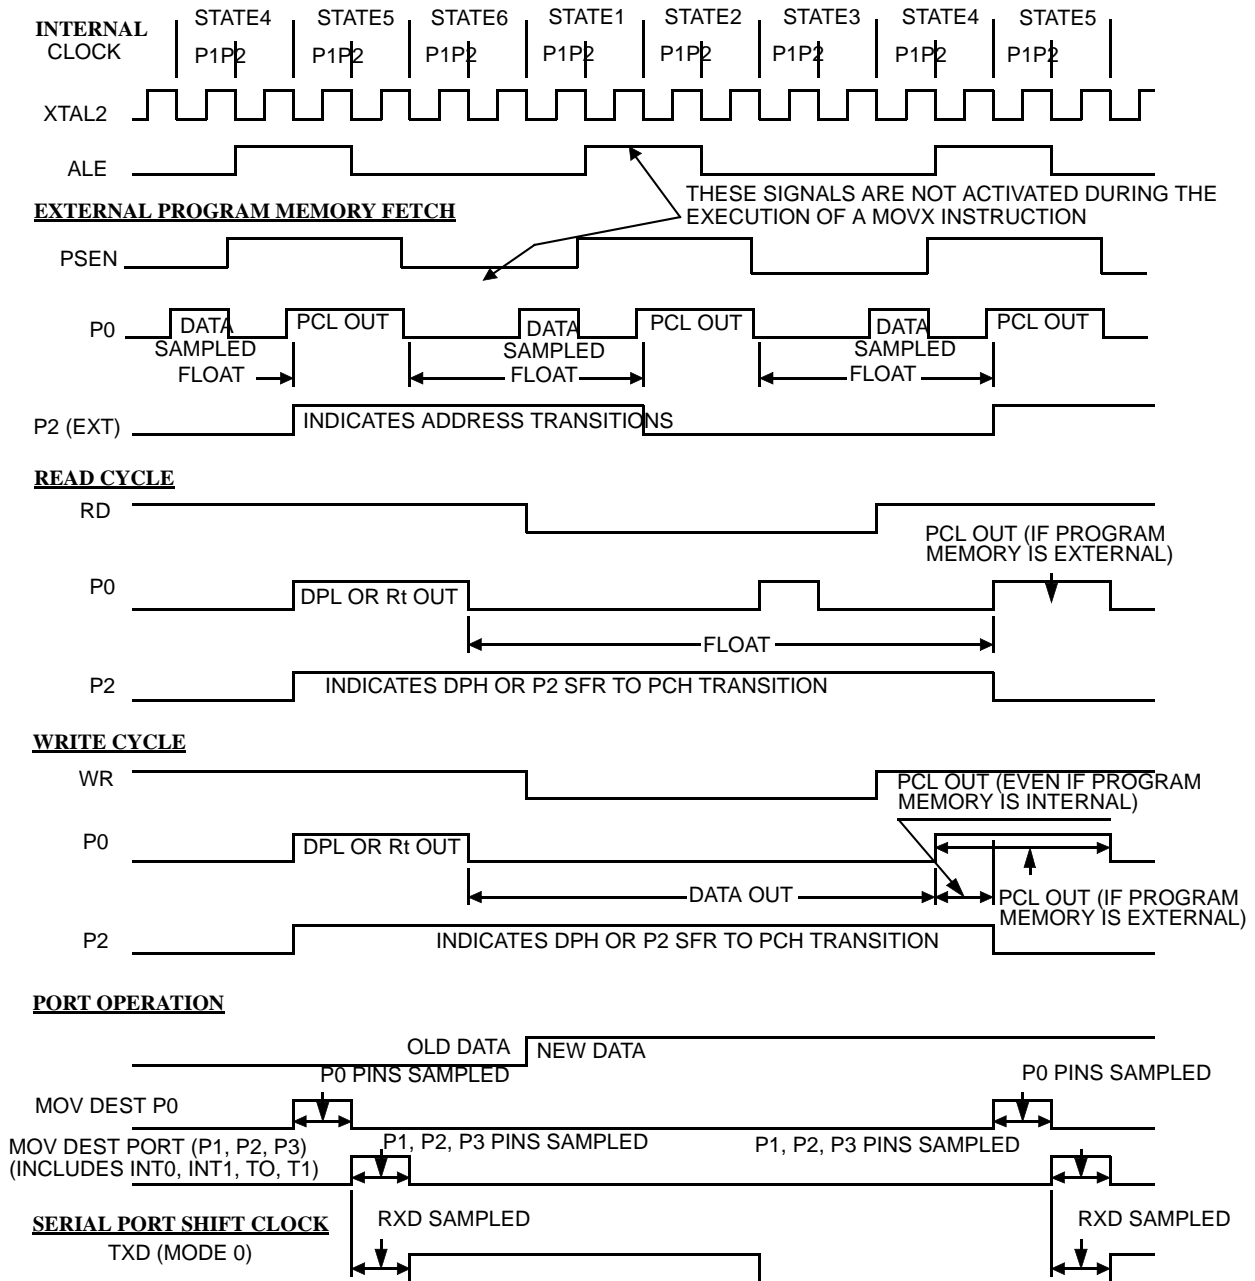 INTERNAL CLOCK
STATE4 STATE5 STATE6 STATE1 STATE2 STATE3 STATE4 STATE5
P1P2 P1P2 P1P2 P1P2 P1P2 P1P2 P1P2 P1P2
XTAL2
ALE
THESE SIGNALS ARE NOT ACTIVATED DURING THE
EXECUTION OF A MOVX INSTRUCTION
EXTERNAL PROGRAM MEMORY FETCH
PSEN
P0
DATA PCL OUT DATA PCL OUT DATA PCL OUT
SAMPLED SAMPLED SAMPLED
FLOAT FLOAT FLOAT
P2 (EXT)
INDICATES ADDRESS TRANSITIONS
READ CYCLE
RD
PCL OUT (IF PROGRAM
MEMORY IS EXTERNAL)
P0
DPL OR Rt OUT
FLOAT
P2
INDICATES DPH OR P2 SFR TO PCH TRANSITION
WRITE CYCLE
WR
PCL OUT (EVEN IF PROGRAM
MEMORY IS INTERNAL)
P0
DPL OR Rt OUT
DATA OUT
PCL OUT (IF PROGRAM
MEMORY IS EXTERNAL)
P2
INDICATES DPH OR P2 SFR TO PCH TRANSITION
PORT OPERATION
OLD DATA NEW DATA
P0 PINS SAMPLED P0 PINS SAMPLED
MOV DEST P0
MOV DEST PORT (P1, P2, P3)
(INCLUDES INT0, INT1, TO, T1)
P1, P2, P3 PINS SAMPLED P1, P2, P3 PINS SAMPLED
SERIAL PORT SHIFT CLOCK
RXD SAMPLED RXD SAMPLED
TXD (MODE 0)